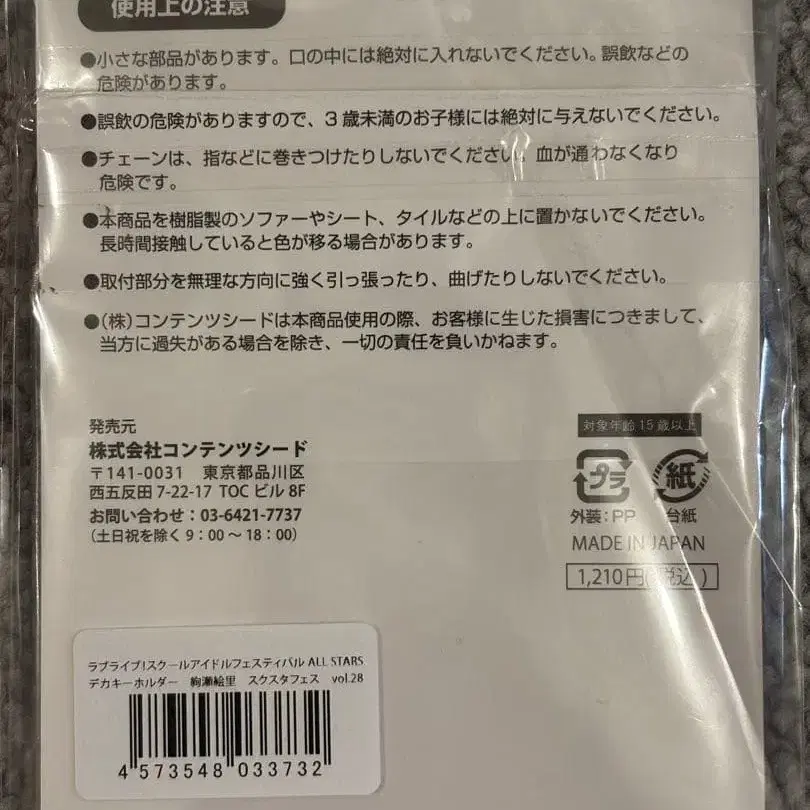 使用上の注意
●小さな部品があります。口の中には絶対に入れないでください。誤飲などの
危険があります。
●誤飲の危険がありますので、3歳未満のお子様には絶対に与えないでください。
●チェーンは、指などに巻きつけたりしないでください。血が通わなくなり
危険です。
●本商品を樹脂製のソファーやシート、タイルなどの上に置かないでください。
長時間接触していると色が移る場合があります。
●取付部分を無理な方向に強く引っ張ったり、曲げたりしないでください。
●(株)コンテンツシードは本商品使用の際、お客様に生じた損害につきまして、
当方に過失がある場合を除き、一切の責任を負いかねます。
発売元
株式会社コンテンツシード
〒141-0031 東京都品川区
西五反田7-22-17 TOCビル8F
お問い合わせ:03-6421-7737
(土日祝を除く9:00〜18:00)
対象年齢15歳以上
プラ 紙
外装:PP 台紙
MADE IN JAPAN
1,210円(税込)
ラブライブ!スクールアイドルフェスティバル ALL STARS
デカキーホルダー 絢瀬絵里 スクスタフェス vol.28
4 573548 033732